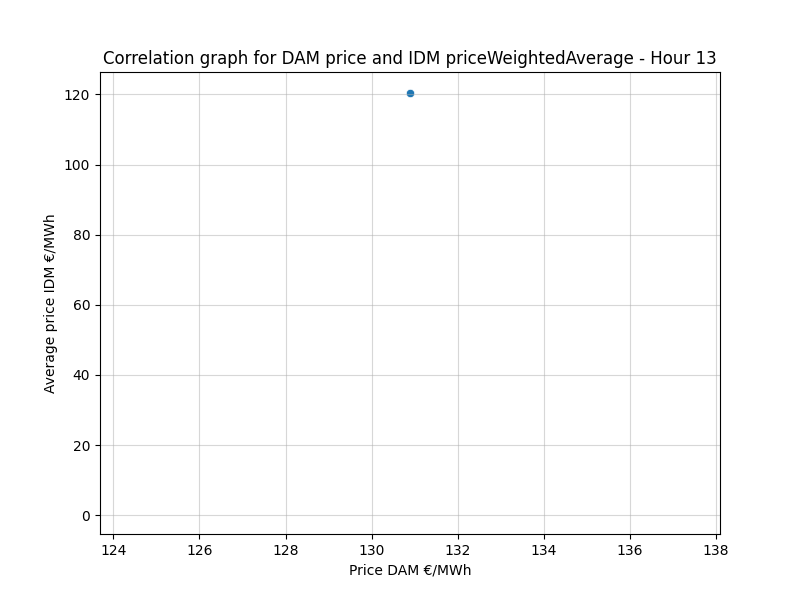 Correlation graph for DAM price and IDM priceWeightedAverage - Hour 13
120
100
80
60
40
20
0
Average price IDM €/MWh
124 126 128 130 132 134 136 138
Price DAM €/MWh